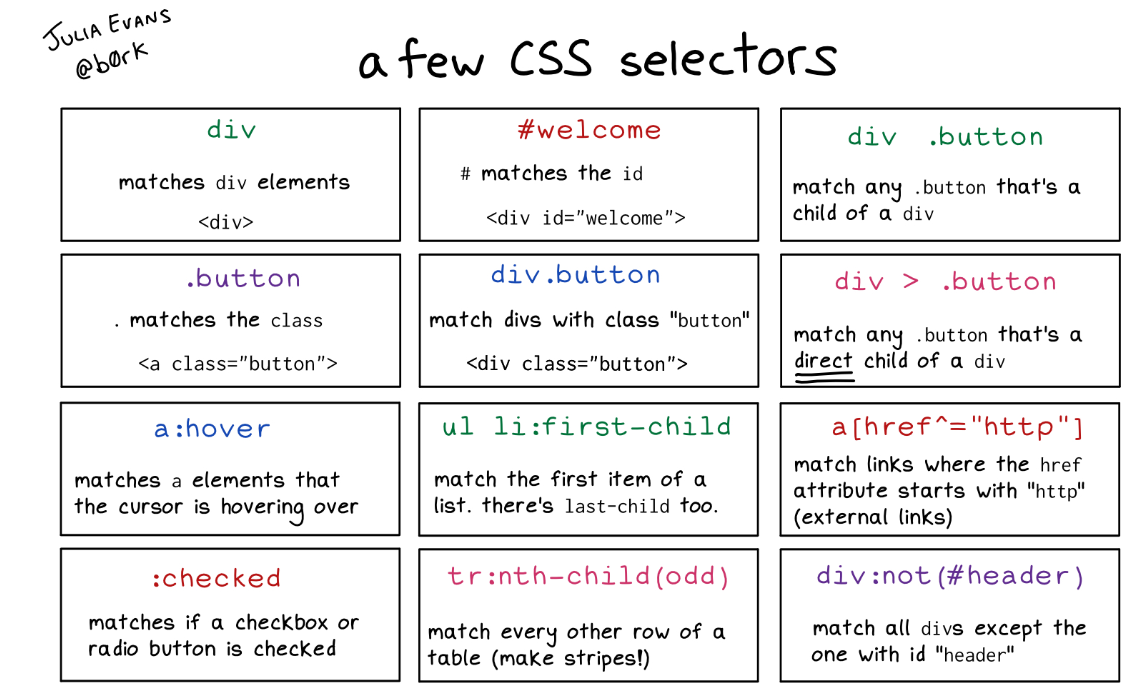 JULIA EVANS
@b0rk
a few CSS selectors
div
matches div elements
<div>
#welcome
# matches the id
<div id="welcome">
div .button
match any .button that's a
child of a div
.button
. matches the class
<a class="button">
div.button
match divs with class "button"
<div class="button">
div > .button
match any .button that's a
direct child of a div
a:hover
matches a elements that
the cursor is hovering over
ul li:first-child
match the first item of a
list. there's last-child too.
a[href^="http"]
match links where the href
attribute starts with "http"
(external links)
:checked
matches if a checkbox or
radio button is checked
tr:nth-child(odd)
match every other row of a
table (make stripes!)
div:not(#header)
match all divs except the
one with id "header"